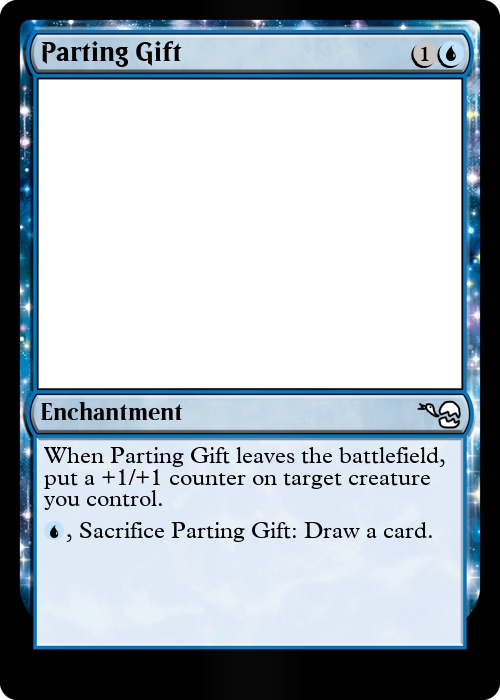 Parting Gift 1
Enchantment
When Parting Gift leaves the battlefield,
put a +1/+1 counter on target creature
you control.
, Sacrifice Parting Gift: Draw a card.